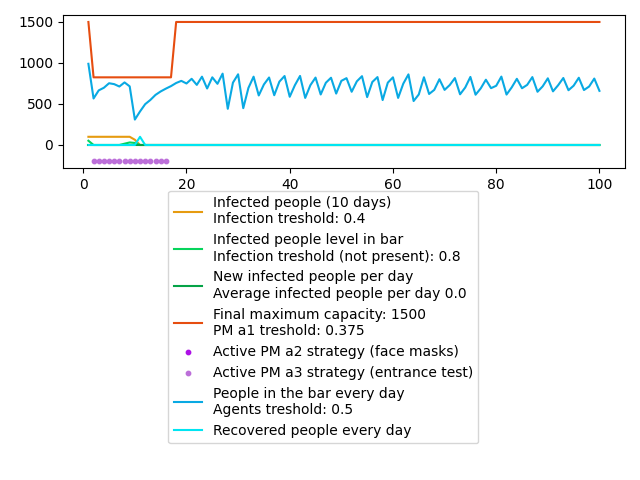 1500
1000
500
0
0
20
40
60
80
100
Infected people (10 days)
Infection treshold: 0.4
Infected people level in bar
Infection treshold (not present): 0.8
New infected people per day
Average infected people per day 0.0
Final maximum capacity: 1500
PM a1 treshold: 0.375
Active PM a2 strategy (face masks)
Active PM a3 strategy (entrance test)
People in the bar every day
Agents treshold: 0.5
Recovered people every day